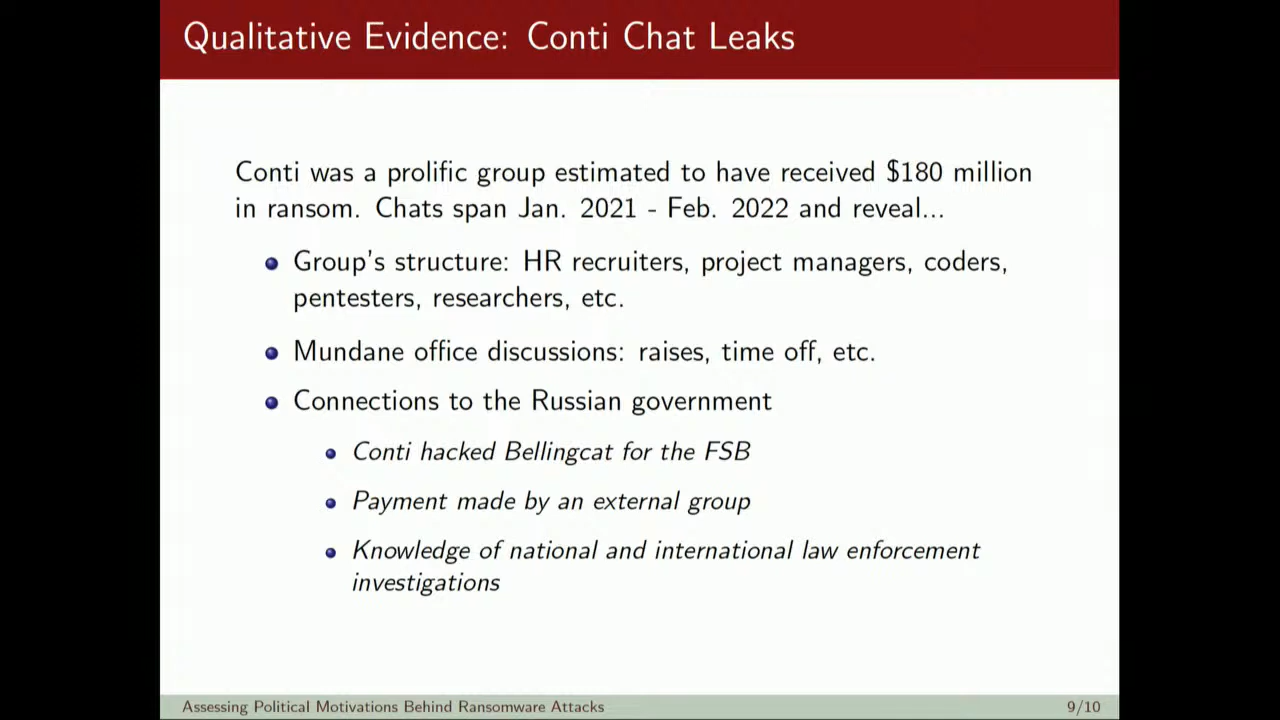 Qualitative Evidence: Conti Chat Leaks
Conti was a prolific group estimated to have received $180 million
in ransom. Chats span Jan. 2021 - Feb. 2022 and reveal...
Group's structure: HR recruiters, project managers, coders,
pentesters, researchers, etc.
Mundane office discussions: raises, time off, etc.
Connections to the Russian government
Conti hacked Bellingcat for the FSB
Payment made by an external group
Knowledge of national and international law enforcement
investigations
Assessing Political Motivations Behind Ransomware Attacks
9/10